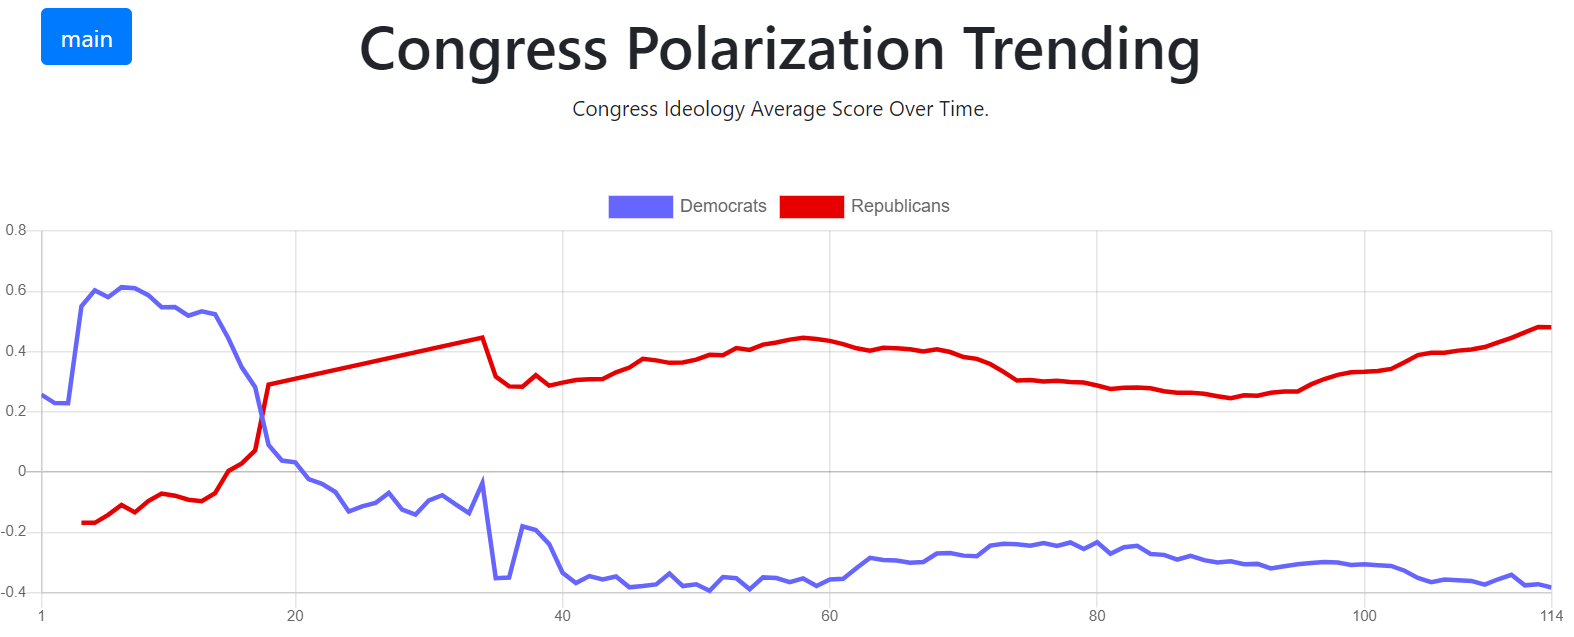 main
Congress Polarization Trending
Congress Ideology Average Score Over Time.
Democrats Republicans
0.8
0.6
0.4
0.2
0
-0.2
-0.4
1 20 40 60 80 100 114